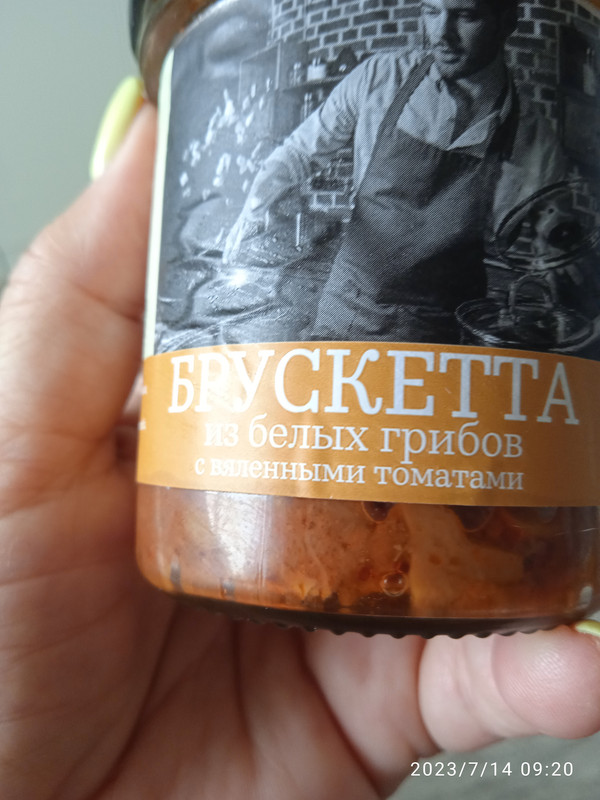 БРУСКЕТТА
из белых грибов
с вяленными томатами
2023/7/14 09:20